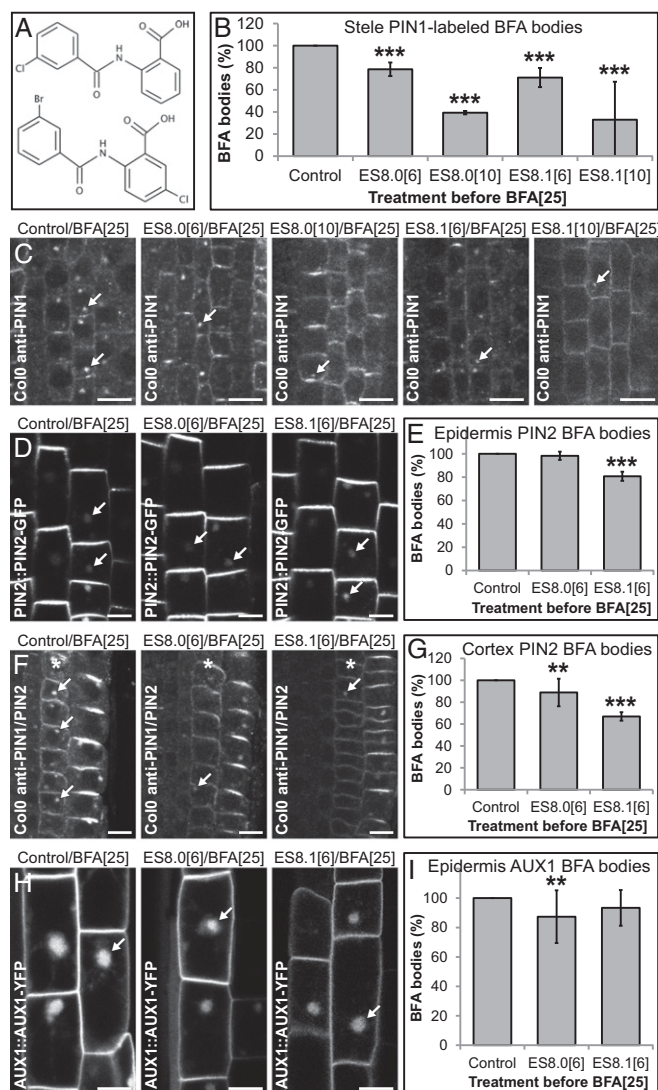 A
OH
O
Cl
H
N
O
Br
OH
O
H
N
O
Cl
B
Stele PIN1-labeled BFA bodies
BFA bodies (%)
120
100
80
60
40
20
0
***
***
***
***
Control
ES8.0[6]
ES8.0[10]
ES8.1[6]
ES8.1[10]
Treatment before BFA[25]
Control/BFA[25]
ES8.0[6]/BFA[25]
ES8.0[10]/BFA[25]
ES8.1[6]/BFA[25]
ES8.1[10]/BFA[25]
C
Col0 anti-PIN1
Col0 anti-PIN1
Col0 anti-PIN1
Col0 anti-PIN1
Col0 anti-PIN1
Control/BFA[25]
ES8.0[6]/BFA[25]
ES8.1[6]/BFA[25]
D
PIN2::PIN2-GFP
PIN2::PIN2-GFP
PIN2::PIN2-GFP
E
Epidermis PIN2 BFA bodies
BFA bodies (%)
100
80
60
40
20
0
***
Control
ES8.0[6]
ES8.1[6]
Treatment before BFA[25]
Control/BFA[25]
ES8.0[6]/BFA[25]
ES8.1[6]/BFA[25]
F
*
*
*
Col0 anti-PIN1/PIN2
Col0 anti-PIN1/PIN2
Col0 anti-PIN1/PIN2
G
Cortex PIN2 BFA bodies
BFA bodies (%)
120
100
80
60
40
20
0
**
***
Control
ES8.0[6]
ES8.1[6]
Treatment before BFA[25]
Control/BFA[25]
ES8.0[6]/BFA[25]
ES8.1[6]/BFA[25]
H
AUX1::AUX1-YFP
AUX1::AUX1-YFP
AUX1::AUX1-YFP
I
Epidermis AUX1 BFA bodies
BFA bodies (%)
100
80
60
40
20
0
**
Control
ES8.0[6]
ES8.1[6]
Treatment before BFA[25]